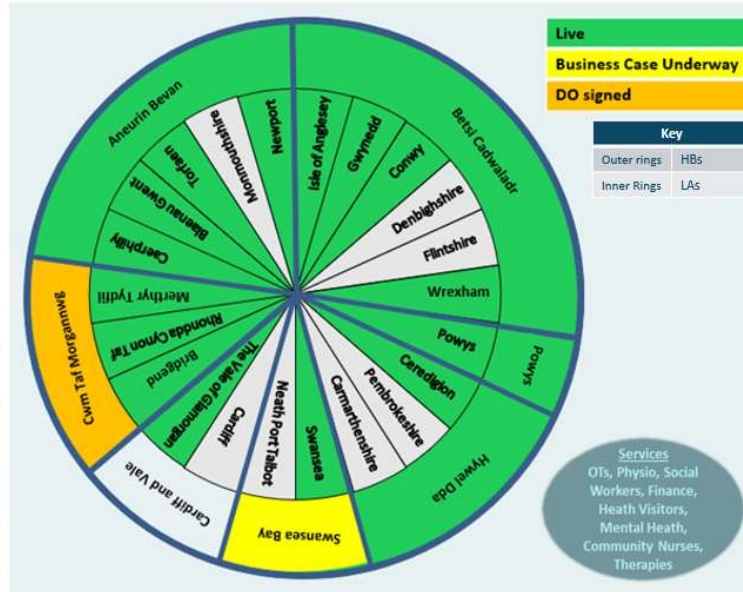 Live
Business Case Underway
DO signed
Key
Outer rings HBs
Inner Rings LAs
Betsi Cadwaladr
Powys
Hywel Dda
Swansea Bay
Cardiff and Vale
Cwm Taf Morgannwg
Aneurin Bevan
Isle of Anglesey
Gwynedd
Conwy
Denbighshire
Flintshire
Wrexham
Powys
Ceredigion
Pembrokeshire
Carmarthenshire
Swansea
Neath Port Talbot
Cardiff
The Vale of Glamorgan
Bridgend
Rhondda Cynon Taf
Merthyr Tydfil
Caerphilly
Blaenau Gwent
Torfaen
Monmouthshire
Newport
Services
OTs, Physio, Social
Workers, Finance,
Heath Visitors,
Mental Heath,
Community Nurses,
Therapies